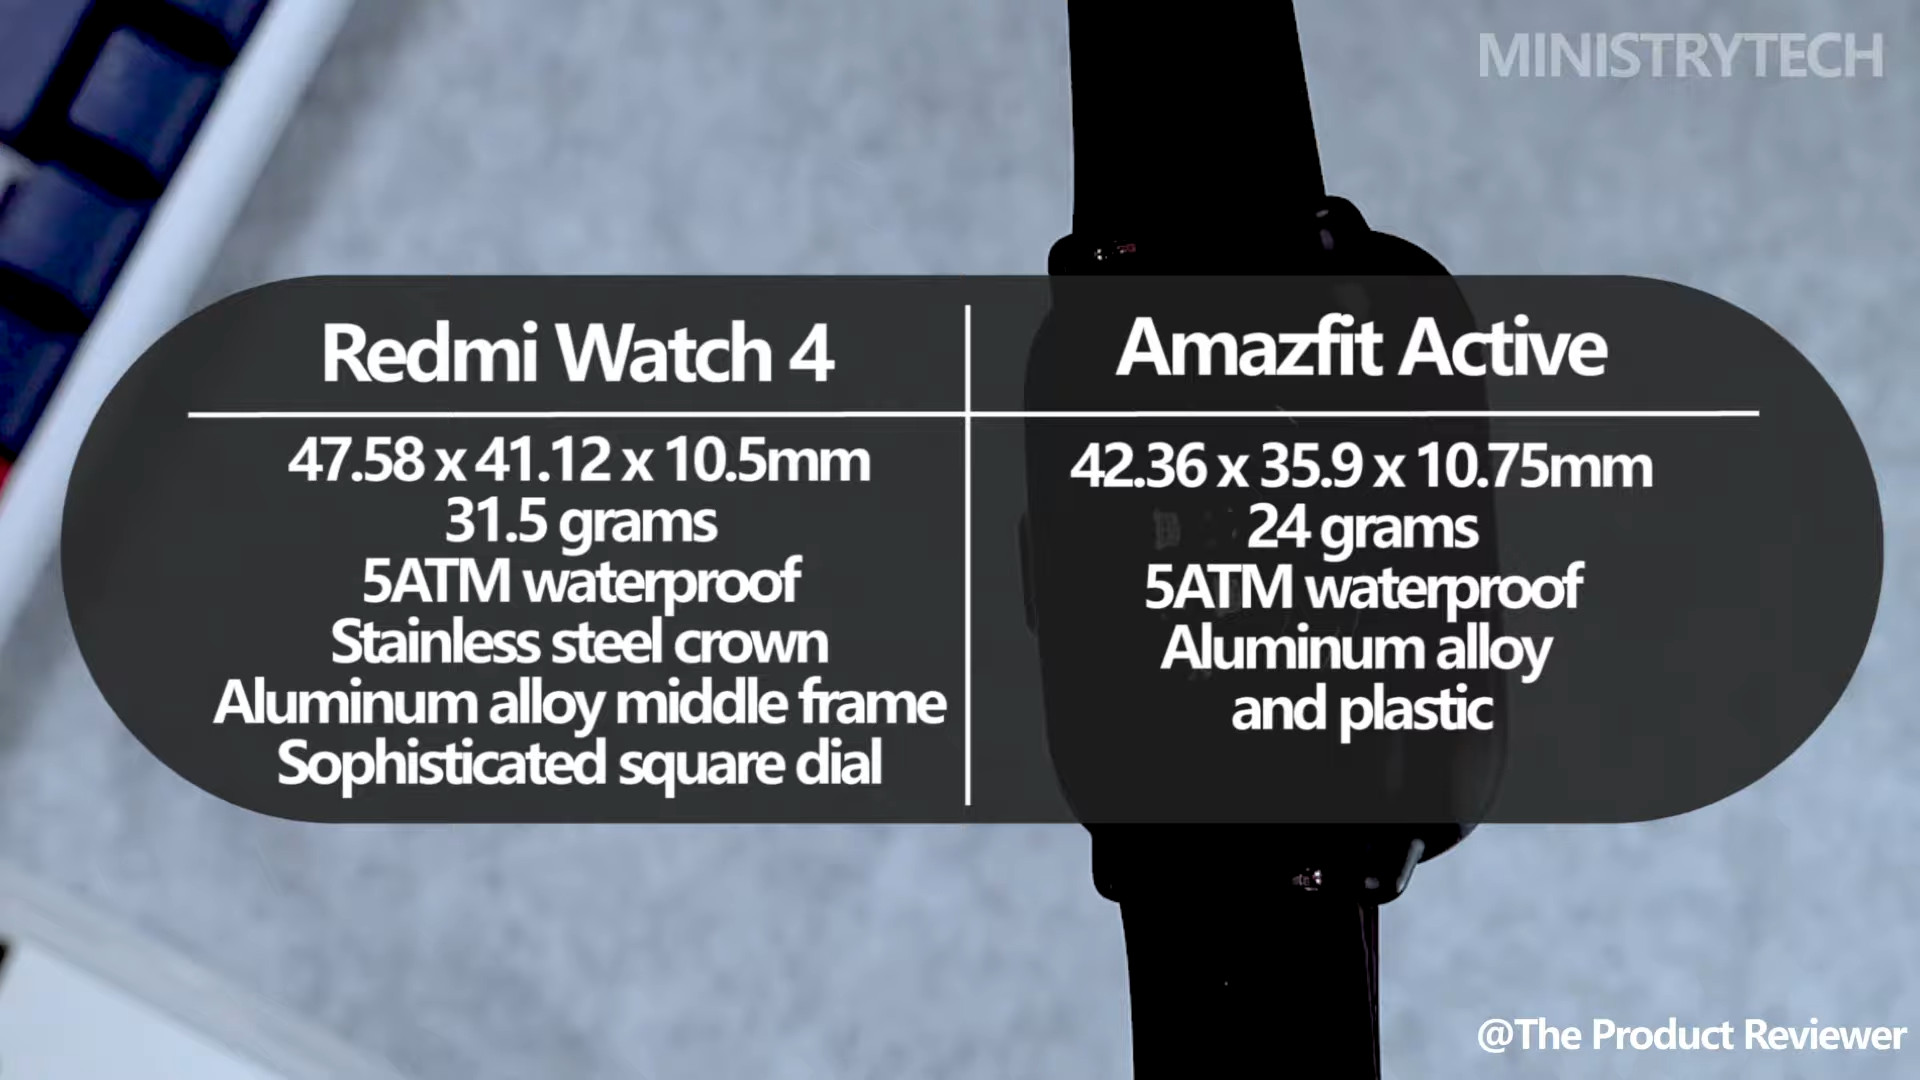 MINISTRYTECH
Redmi Watch 4
47.58 x 41.12 x 10.5mm
31.5 grams
5ATM waterproof
Stainless steel crown
Aluminum alloy middle frame
Sophisticated square dial
Amazfit Active
42.36 x 35.9 x 10.75mm
24 grams
5ATM waterproof
Aluminum alloy
and plastic
@The Product Reviewer